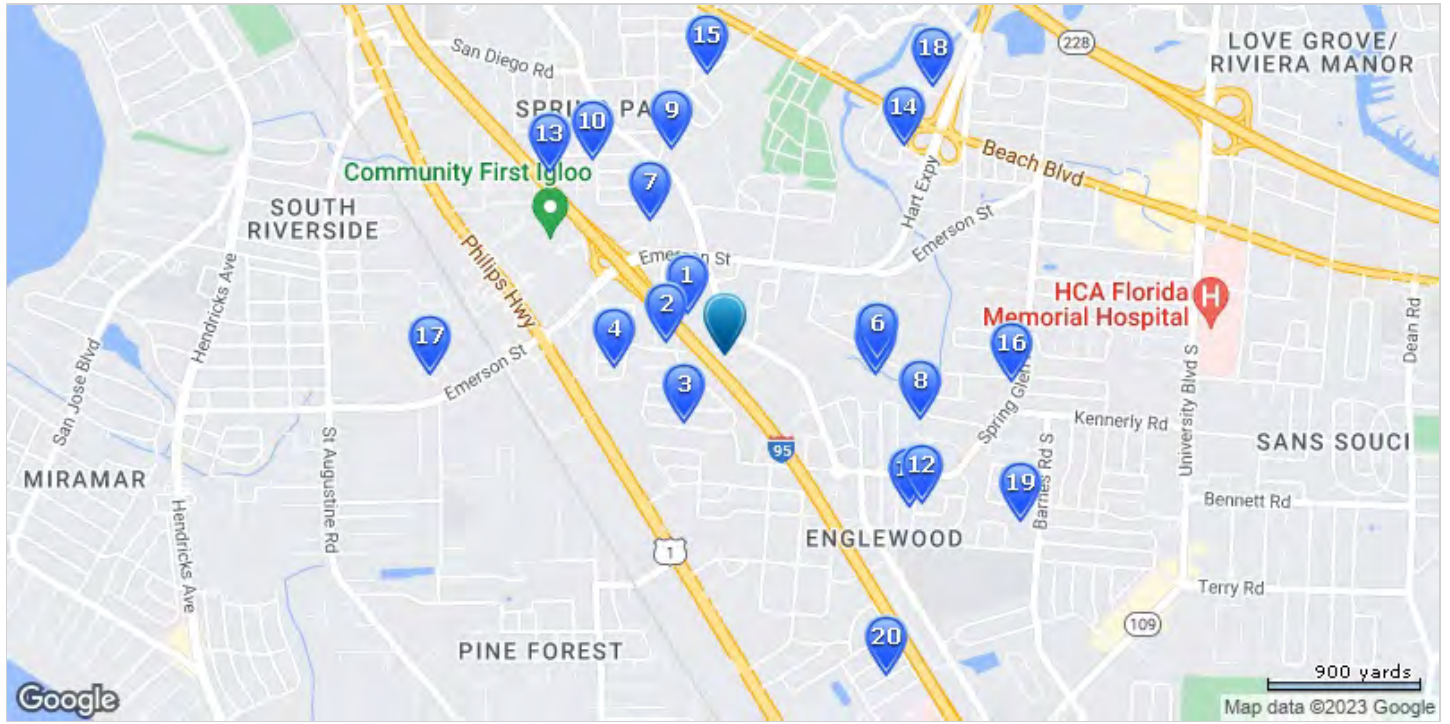 15
San Diego Rd
18
228
LOVE GROVE/
RIVIERA MANOR
9
10
13
14
Community First Igloo
Beach Blvd
7
SOUTH
RIVERSIDE
Hart Expy
Emerson St
Philips Hwy
Emerson St
1
2
HCA Florida
Memorial Hospital
H
Hendricks Ave
17
4
6
16
Dean Rd
San Jose Blvd
Emerson St
3
8
Spring Glen
Kennerly Rd
University Blvd S
SANS SOUCI
95
MIRAMAR
St Augustine Rd
12
19
Barnes Rd S
Bennett Rd
Hendricks Ave
1
ENGLEWOOD
Terry Rd
109
PINE FOREST
20
900 yards
Google
Map data ©2023 Google